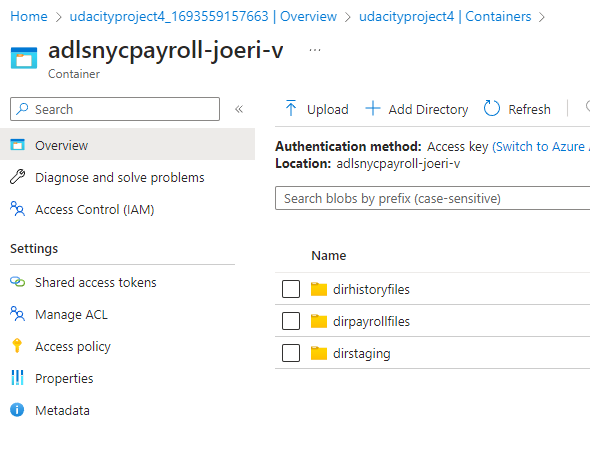 Home > udacityproject4_1693559157663 | Overview > udacityproject4 | Containers >
adlsnycpayroll-joeri-v ...
Container
Search «
Overview
Diagnose and solve problems
Access Control (IAM)
Settings
Shared access tokens
Manage ACL
Access policy
Properties
Metadata
Upload + Add Directory Refresh
Authentication method: Access key (Switch to Azure
Location: adlsnycpayroll-joeri-v
Search blobs by prefix (case-sensitive)
Name
dirhistoryfiles
dirpayrollfiles
dirstaging